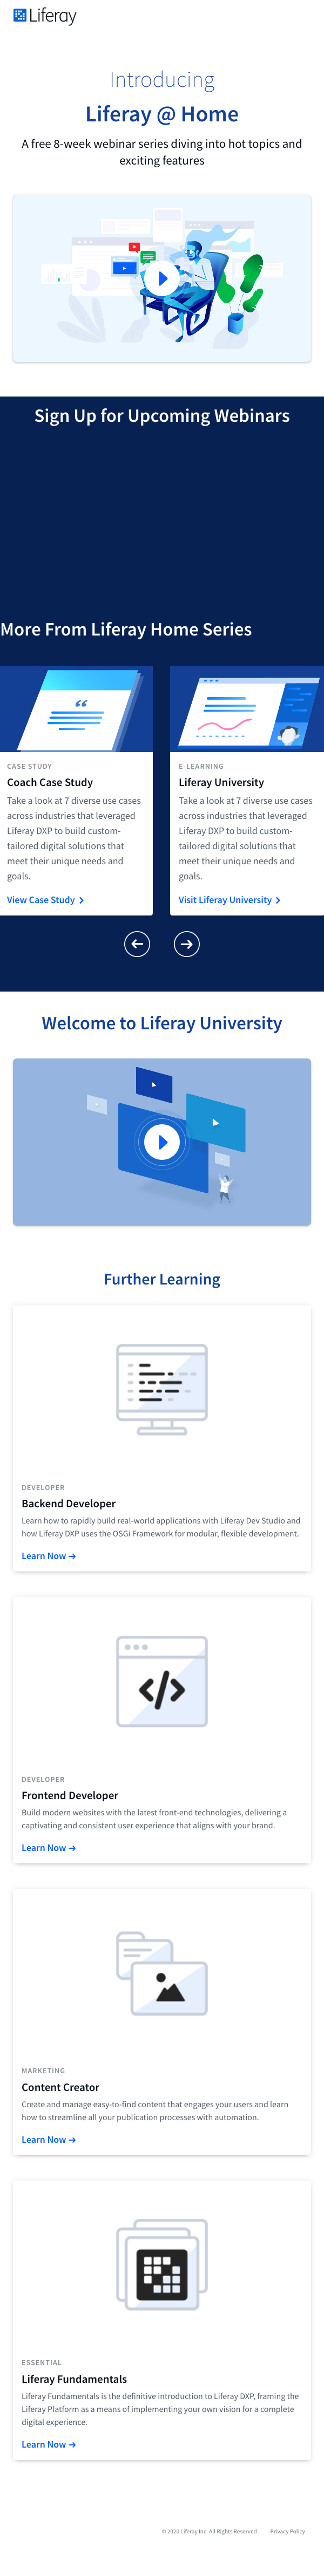 Liferay
Introducing
Liferay @ Home
A free 8-week webinar series diving into hot topics and
exciting features
Sign Up for Upcoming Webinars
More From Liferay Home Series
CASE STUDY
Coach Case Study
Take a look at 7 diverse use cases
across industries that leveraged
Liferay DXP to build custom-
tailored digital solutions that
meet their unique needs and
goals.
View Case Study
E-LEARNING
Liferay University
Take a look at 7 diverse use cases
across industries that leveraged
Liferay DXP to build custom-
tailored digital solutions that
meet their unique needs and
goals.
Visit Liferay University
Welcome to Liferay University
Further Learning
DEVELOPER
Backend Developer
Learn how to rapidly build real-world applications with Liferay Dev Studio and
how Liferay DXP uses the OSGi Framework for modular, flexible development.
Learn Now →
DEVELOPER
Frontend Developer
Build modern websites with the latest front-end technologies, delivering a
captivating and consistent user experience that aligns with your brand.
Learn Now →
MARKETING
Content Creator
Create and manage easy-to-find content that engages your users and learn
how to streamline all your publication processes with automation.
Learn Now →
ESSENTIAL
Liferay Fundamentals
Liferay Fundamentals is the definitive introduction to Liferay DXP, framing the
Liferay Platform as a means of implementing your own vision for a complete
digital experience.
Learn Now →
© 2020 Liferay Inc. All Rights Reserved Privacy Policy